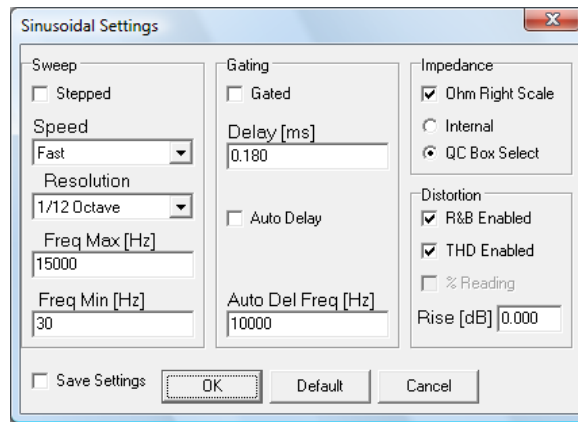 Sinusoidal Settings
Sweep
Stepped
Speed
Fast
Resolution
1/12 Octave
Freq Max [Hz]
15000
Freq Min [Hz]
30
Gating
Gated
Delay [ms]
0.180
Auto Delay
Auto Del Freq [Hz]
10000
Impedance
Ohm Right Scale
Internal
QC Box Select
Distortion
R&B Enabled
THD Enabled
% Reading
Rise [dB] 0.000
Save Settings
OK
Default
Cancel